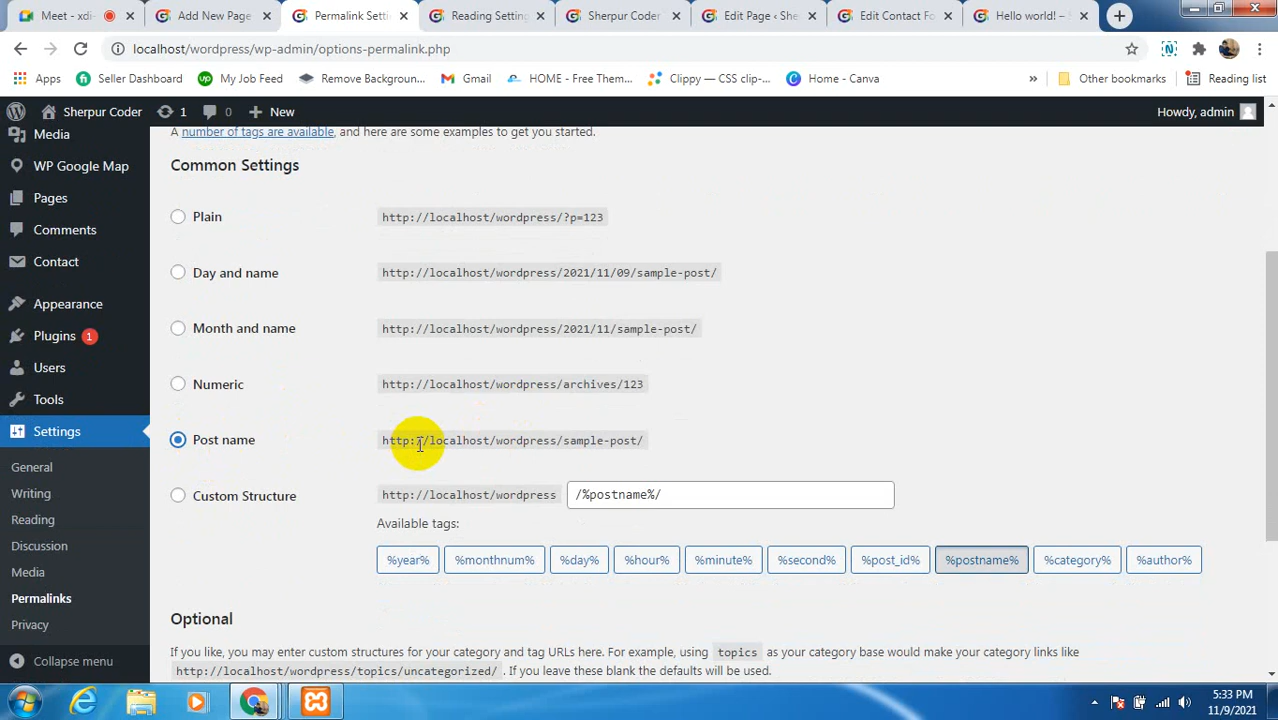 Meet - xdi
Add New Page
Permalink Setti
Reading Setting
Sherpur Coder
Edit Page ‹ She
Edit Contact Fo
Hello world! –
localhost/wordpress/wp-admin/options-permalink.php
Apps
Seller Dashboard
My Job Feed
Remove Backgroun...
Gmail
HOME - Free Them...
Clippy — CSS clip-...
Home - Canva
»
Other bookmarks
Reading list
Sherpur Coder
1
0
New
Howdy, admin
Media
WP Google Map
Pages
Comments
Contact
Appearance
Plugins 1
Users
Tools
Settings
General
Writing
Reading
Discussion
Media
Permalinks
Privacy
Collapse menu
A number of tags are available, and here are some examples to get you started.
Common Settings
Plain http://localhost/wordpress/?p=123
Day and name http://localhost/wordpress/2021/11/09/sample-post/
Month and name http://localhost/wordpress/2021/11/sample-post/
Numeric http://localhost/wordpress/archives/123
Post name http://localhost/wordpress/sample-post/
Custom Structure http://localhost/wordpress /%postname%/
Available tags:
%year% %monthnum% %day% %hour% %minute% %second% %post_id% %postname% %category% %author%
Optional
If you like, you may enter custom structures for your category and tag URLs here. For example, using topics as your category base would make your category links like
http://localhost/wordpress/topics/uncategorized/ . If you leave these blank the defaults will be used.
5:33 PM
11/9/2021